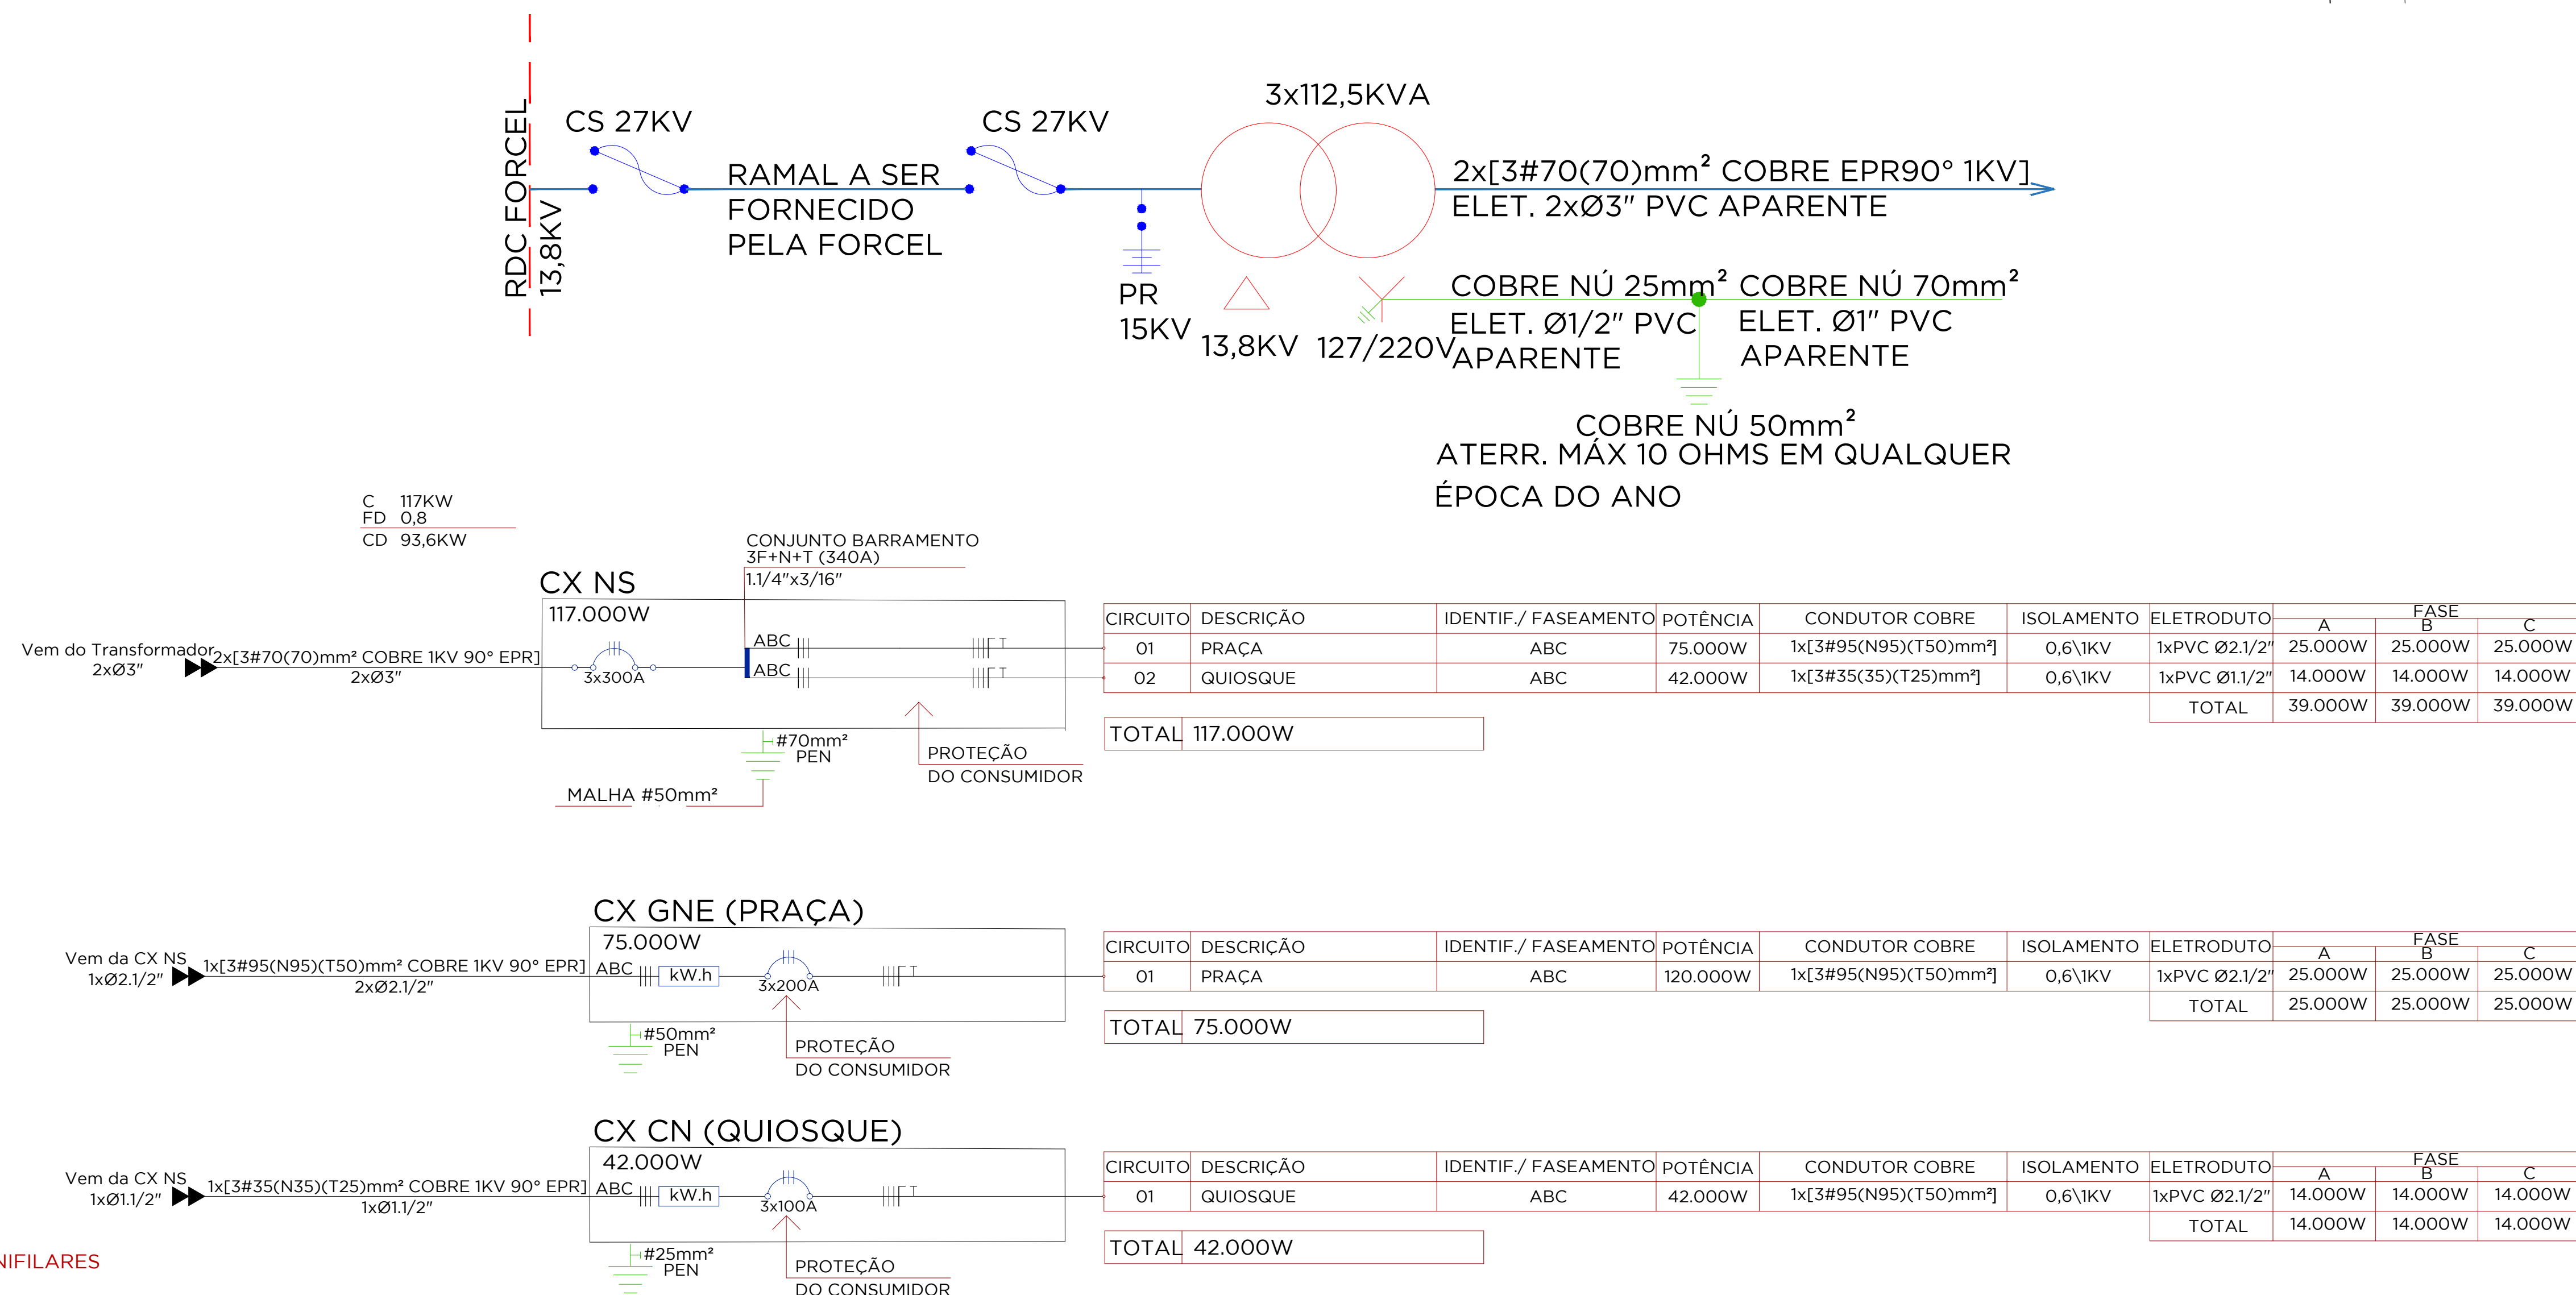 3x112,5KVA
CS 27KV
CS 27KV
RDC FORCEL
13,8KV
RAMAL A SER
FORNECIDO
PELA FORCEL
2x[3#70(70)mm² COBRE EPR90° 1KV]
ELET. 2xØ3" PVC APARENTE
PR
15KV
13,8KV
127/220V
COBRE NÚ 25mm²
ELET. Ø1/2" PVC
APARENTE
COBRE NÚ 70mm²
ELET. Ø1" PVC
APARENTE
COBRE NÚ 50mm²
ATERR. MÁX 10 OHMS EM QUALQUER
ÉPOCA DO ANO
C 117KW
FD 0,8
CD 93,6KW
CONJUNTO BARRAMENTO
3F+N+T (340A)
1.1/4"x3/16"
CX NS
117.000W
Vem do Transformador
2xØ3"
2x[3#70(70)mm² COBRE 1KV 90° EPR]
2xØ3"
3x300A
ABC
T
ABC
T
#70mm²
PEN
MALHA #50mm²
PROTEÇÃO
DO CONSUMIDOR
CIRCUITO DESCRIÇÃO IDENTIF./ FASEAMENTO POTÊNCIA CONDUTOR COBRE ISOLAMENTO ELETRODUTO FASE
A B C
01 PRAÇA ABC 75.000W 1x[3#95(N95)(T50)mm²] 0,6\1KV 1xPVC Ø2.1/2" 25.000W 25.000W 25.000W
02 QUIOSQUE ABC 42.000W 1x[3#35(35)(T25)mm²] 0,6\1KV 1xPVC Ø1.1/2" 14.000W 14.000W 14.000W
TOTAL 39.000W 39.000W 39.000W
TOTAL 117.000W
CX GNE (PRAÇA)
75.000W
Vem da CX NS
1xØ2.1/2"
1x[3#95(N95)(T50)mm² COBRE 1KV 90° EPR]
2xØ2.1/2"
ABC
kW.h
3x200A
T
#50mm²
PEN
PROTEÇÃO
DO CONSUMIDOR
CIRCUITO DESCRIÇÃO IDENTIF./ FASEAMENTO POTÊNCIA CONDUTOR COBRE ISOLAMENTO ELETRODUTO FASE
A B C
01 PRAÇA ABC 120.000W 1x[3#95(N95)(T50)mm²] 0,6\1KV 1xPVC Ø2.1/2" 25.000W 25.000W 25.000W
TOTAL 25.000W 25.000W 25.000W
TOTAL 75.000W
CX CN (QUIOSQUE)
42.000W
Vem da CX NS
1xØ1.1/2"
1x[3#35(N35)(T25)mm² COBRE 1KV 90° EPR]
1xØ1.1/2"
ABC
kW.h
3x100A
T
#25mm²
PEN
PROTEÇÃO
DO CONSUMIDOR
CIRCUITO DESCRIÇÃO IDENTIF./ FASEAMENTO POTÊNCIA CONDUTOR COBRE ISOLAMENTO ELETRODUTO FASE
A B C
01 QUIOSQUE ABC 42.000W 1x[3#95(N95)(T50)mm²] 0,6\1KV 1xPVC Ø2.1/2" 14.000W 14.000W 14.000W
TOTAL 14.000W 14.000W 14.000W
TOTAL 42.000W
NIFILARES